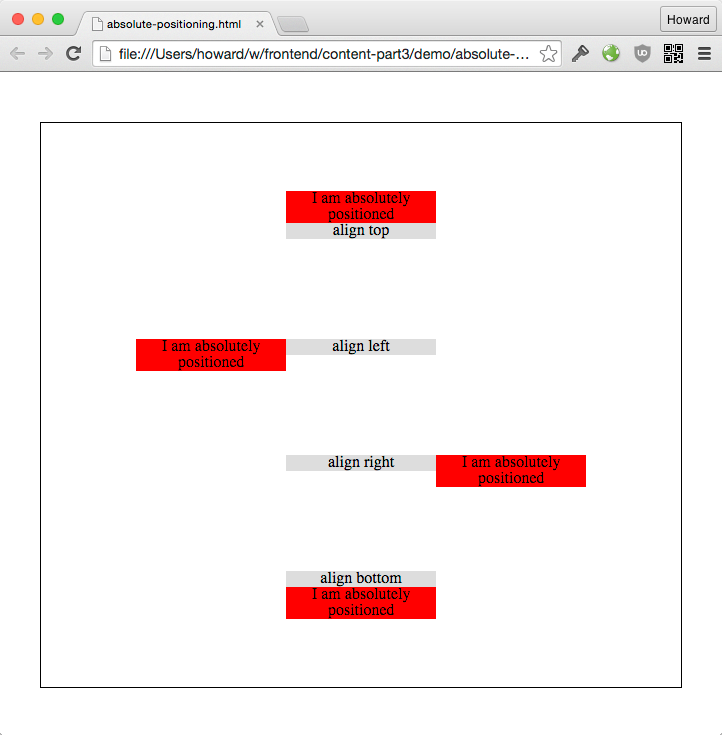 absolute-positioning.html
Howard
file:///Users/howard/w/frontend/content-part3/demo/absolute-...
UD
I am absolutely
positioned
align top
I am absolutely
positioned
align left
align right
I am absolutely
positioned
align bottom
I am absolutely
positioned